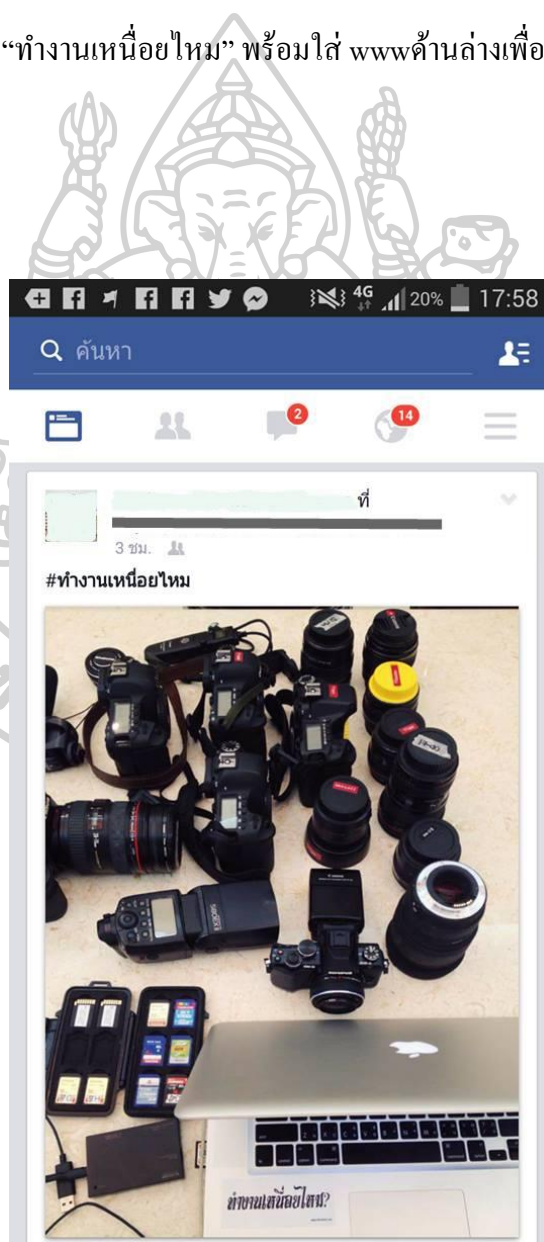 “ทำงานเหนื่อยไหม” พร้อมใส่ wwwด้านล่างเพื่อ
4G 20% 17:58
ค้นหา
2 14
ที่
3 ชม.
#ทำงานเหนื่อยไหม
ทำงานเหนื่อยไหม?